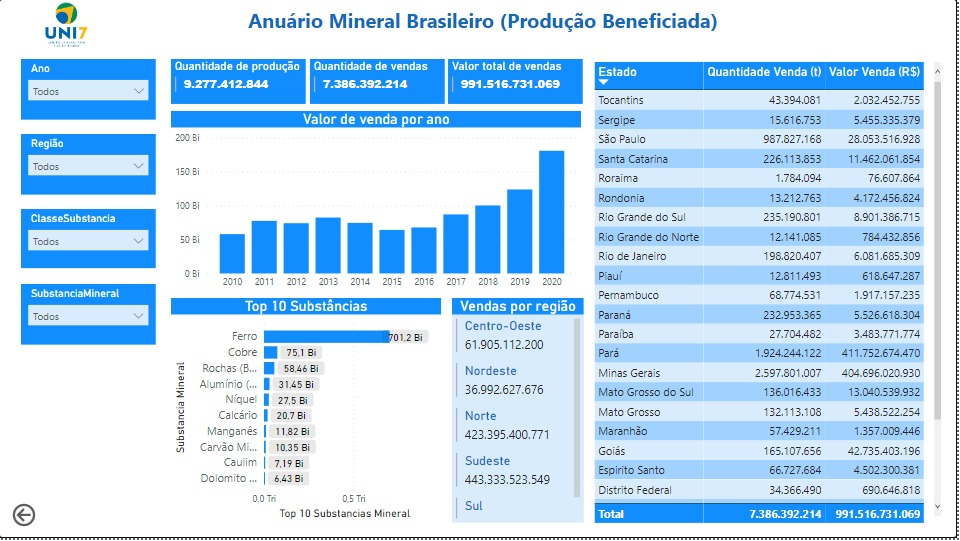 UNI7
Anuário Mineral Brasileiro (Produção Beneficiada)
Ano
Todos
Região
Todos
ClasseSubstancia
Todos
SubstanciaMineral
Todos
Quantidade de produção
9.277.412.844
Quantidade de vendas
7.386.392.214
Valor total de vendas
991.516.731.069
Valor de venda por ano
200 Bi
150 Bi
100 Bi
50 Bi
0 Bi
2010 2011 2012 2013 2014 2015 2016 2017 2018 2019 2020
Top 10 Substâncias
Substancia Mineral
Ferro 701,2 Bi
Cobre 75,1 Bi
Rochas (B... 58,46 Bi
Alumínio (... 31,45 Bi
Níquel 27,5 Bi
Calcário 20,7 Bi
Manganês 11,82 Bi
Carvão Mi... 10,35 Bi
Caulim 7,19 Bi
Dolomito ... 6,43 Bi
0,0 Tri 0,5 Tri
Top 10 Substancias Mineral
Vendas por região
Centro-Oeste
61.905.112.200
Nordeste
36.992.627.676
Norte
423.395.400.771
Sudeste
443.333.523.549
Sul
Estado Quantidade Venda (t) Valor Venda (R$)
Tocantins 43.394.081 2.032.452.755
Sergipe 15.616.753 5.455.335.379
São Paulo 987.827.168 28.053.516.928
Santa Catarina 226.113.853 11.462.061.854
Roraima 1.784.094 76.607.864
Rondonia 13.212.763 4.172.456.824
Rio Grande do Sul 235.190.801 8.901.386.715
Rio Grande do Norte 12.141.085 784.432.856
Rio de Janeiro 198.820.407 6.081.685.309
Piauí 12.811.493 618.647.287
Pernambuco 68.774.531 1.917.157.235
Paraná 232.953.365 5.526.618.304
Paraíba 27.704.482 3.483.771.774
Pará 1.924.244.122 411.752.674.470
Minas Gerais 2.597.801.007 404.696.020.930
Mato Grosso do Sul 136.016.433 13.040.539.932
Mato Grosso 132.113.108 5.438.522.254
Maranhão 57.429.211 1.357.009.446
Goiás 165.107.656 42.735.403.196
Espirito Santo 66.727.684 4.502.300.381
Distrito Federal 34.366.490 690.646.818
Total 7.386.392.214 991.516.731.069